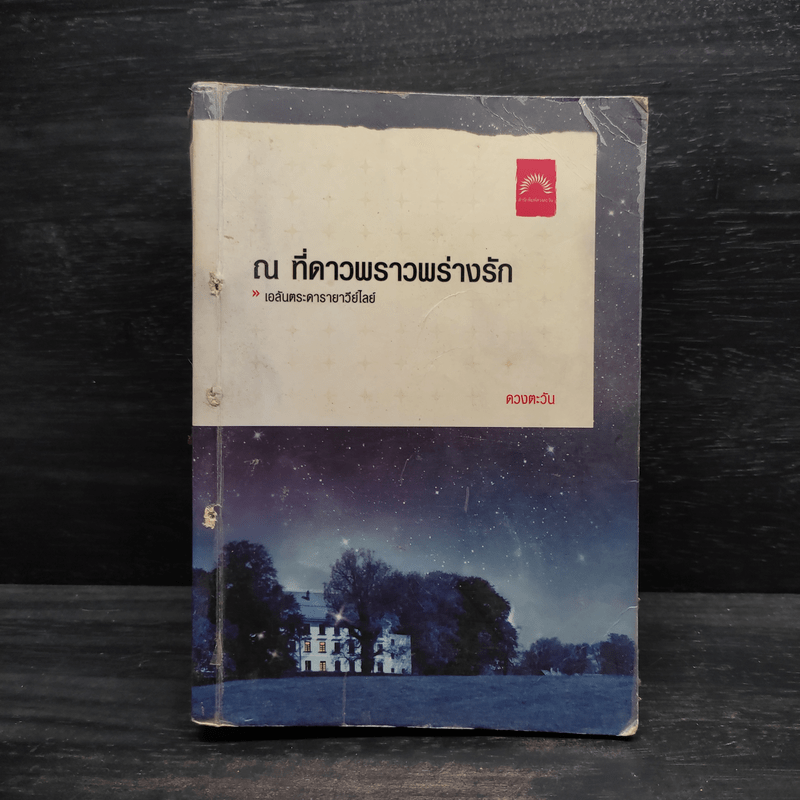 ณ ที่ดาวพราวพร่างรัก
» เอลันตระดารายาวีย์ไลย์
ดวงตะวัน